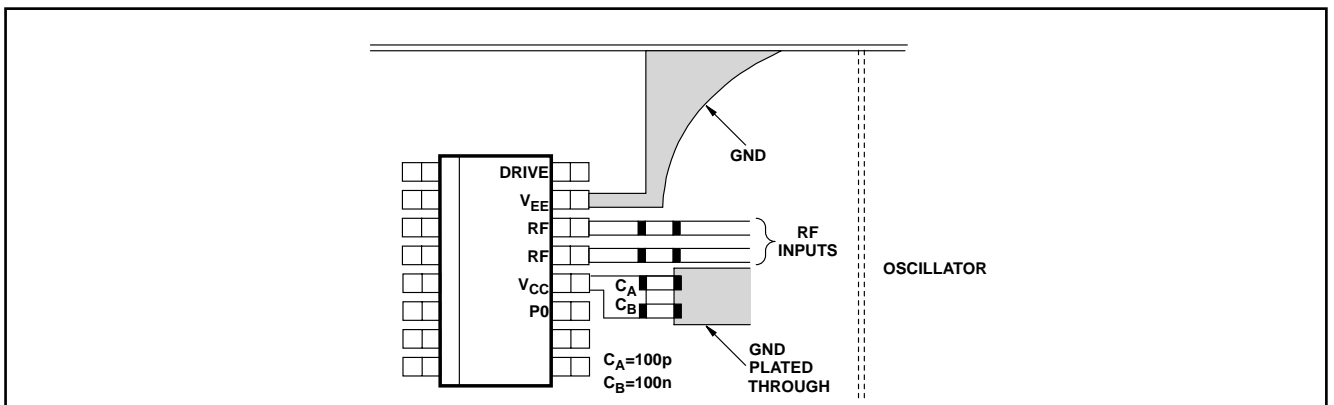 GND
DRIVE
VEE
RF
RF
VCC
P0
RF
INPUTS
OSCILLATOR
CA
CB
GND
PLATED
THROUGH
CA=100p
CB=100n